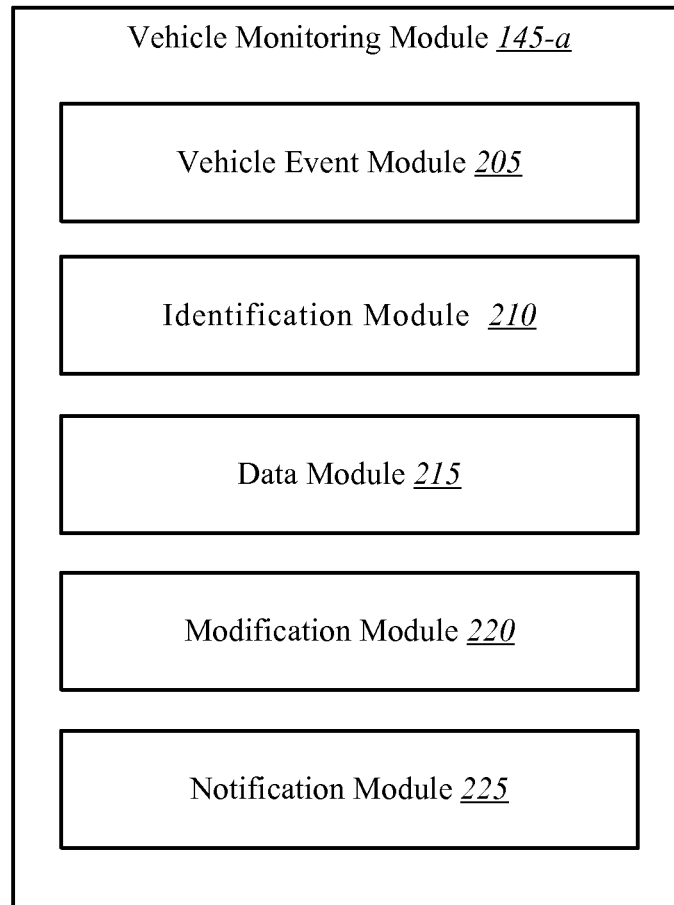 Vehicle Monitoring Module 145-a
Vehicle Event Module 205
Identification Module 210
Data Module 215
Modification Module 220
Notification Module 225